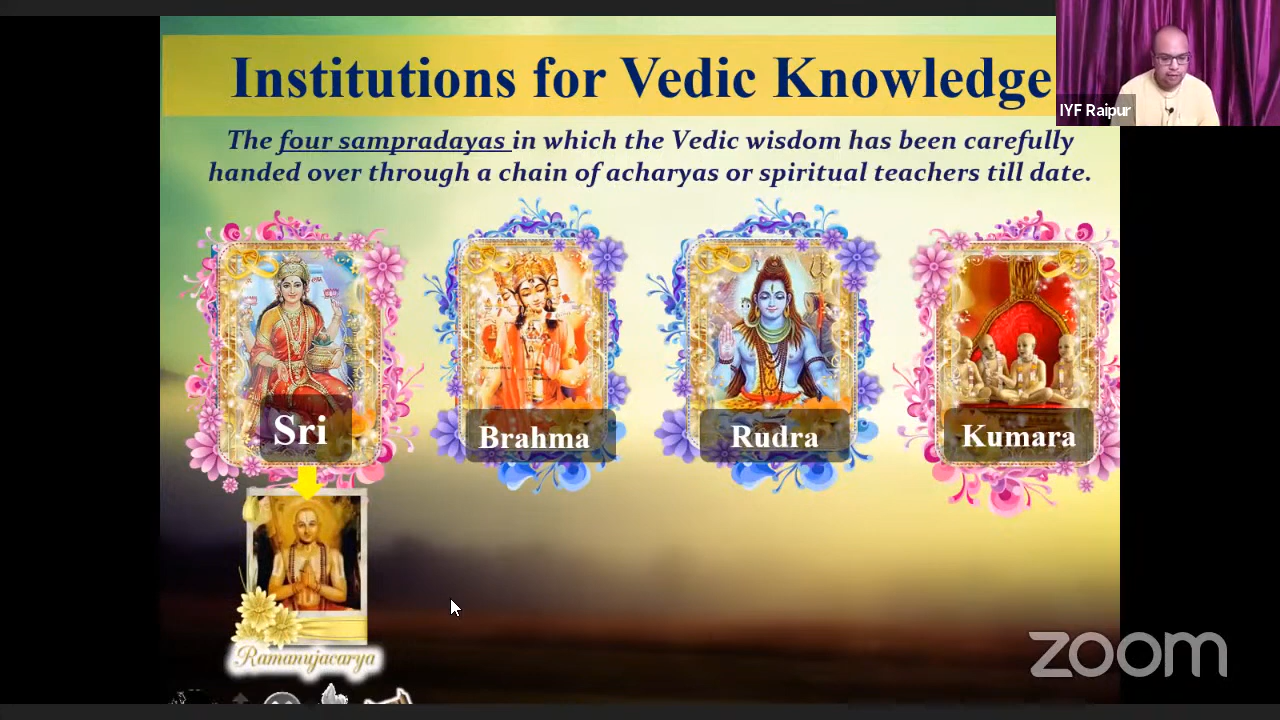 Institutions for Vedic Knowledge
IYF Raipur
The four sampradayas in which the Vedic wisdom has been carefully
handed over through a chain of acharyas or spiritual teachers till date.
Sri
Brahma
Rudra
Kumara
Ramanujacarya
zoom